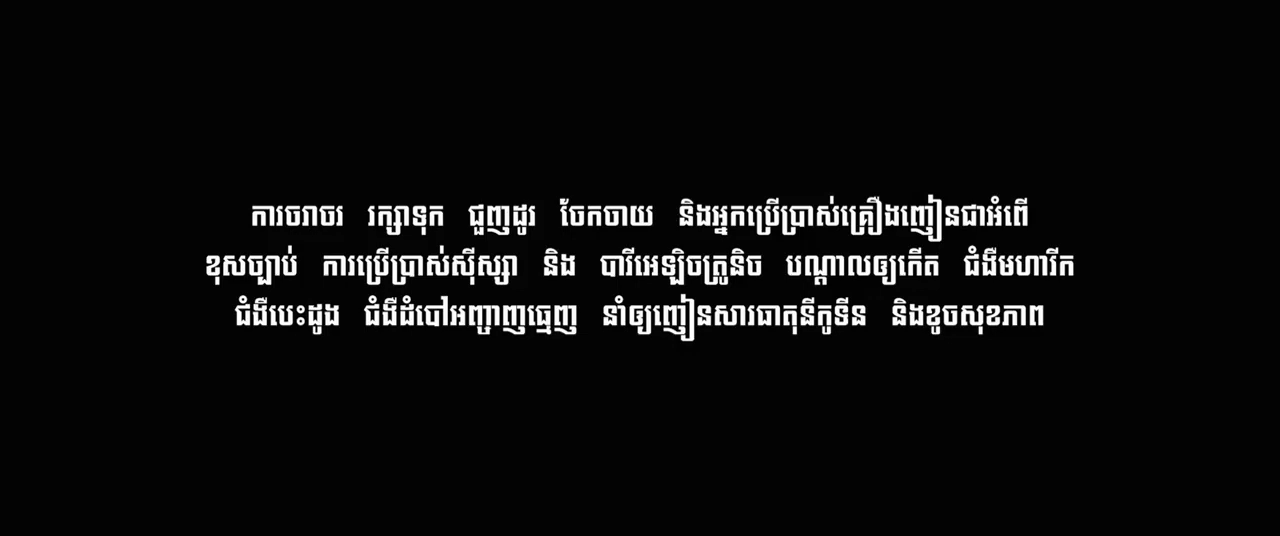 ការចរាចរ រក្សាទុក ជួញដូរ ចែកចាយ និងអ្នកប្រើប្រាស់គ្រឿងញៀនជាអំពើ
ខុសច្បាប់ ការប្រើប្រាស់ស៊ីស្សា និង បារីអេឡិចត្រូនិច បណ្ដាលឲ្យកើត ជំងឺមហារីក
ជំងឺបេះដូង ជំងឺដំបៅអញ្ចាញធ្មេញ នាំឲ្យញៀនសារធាតុនីកូទីន និងខូចសុខភាព